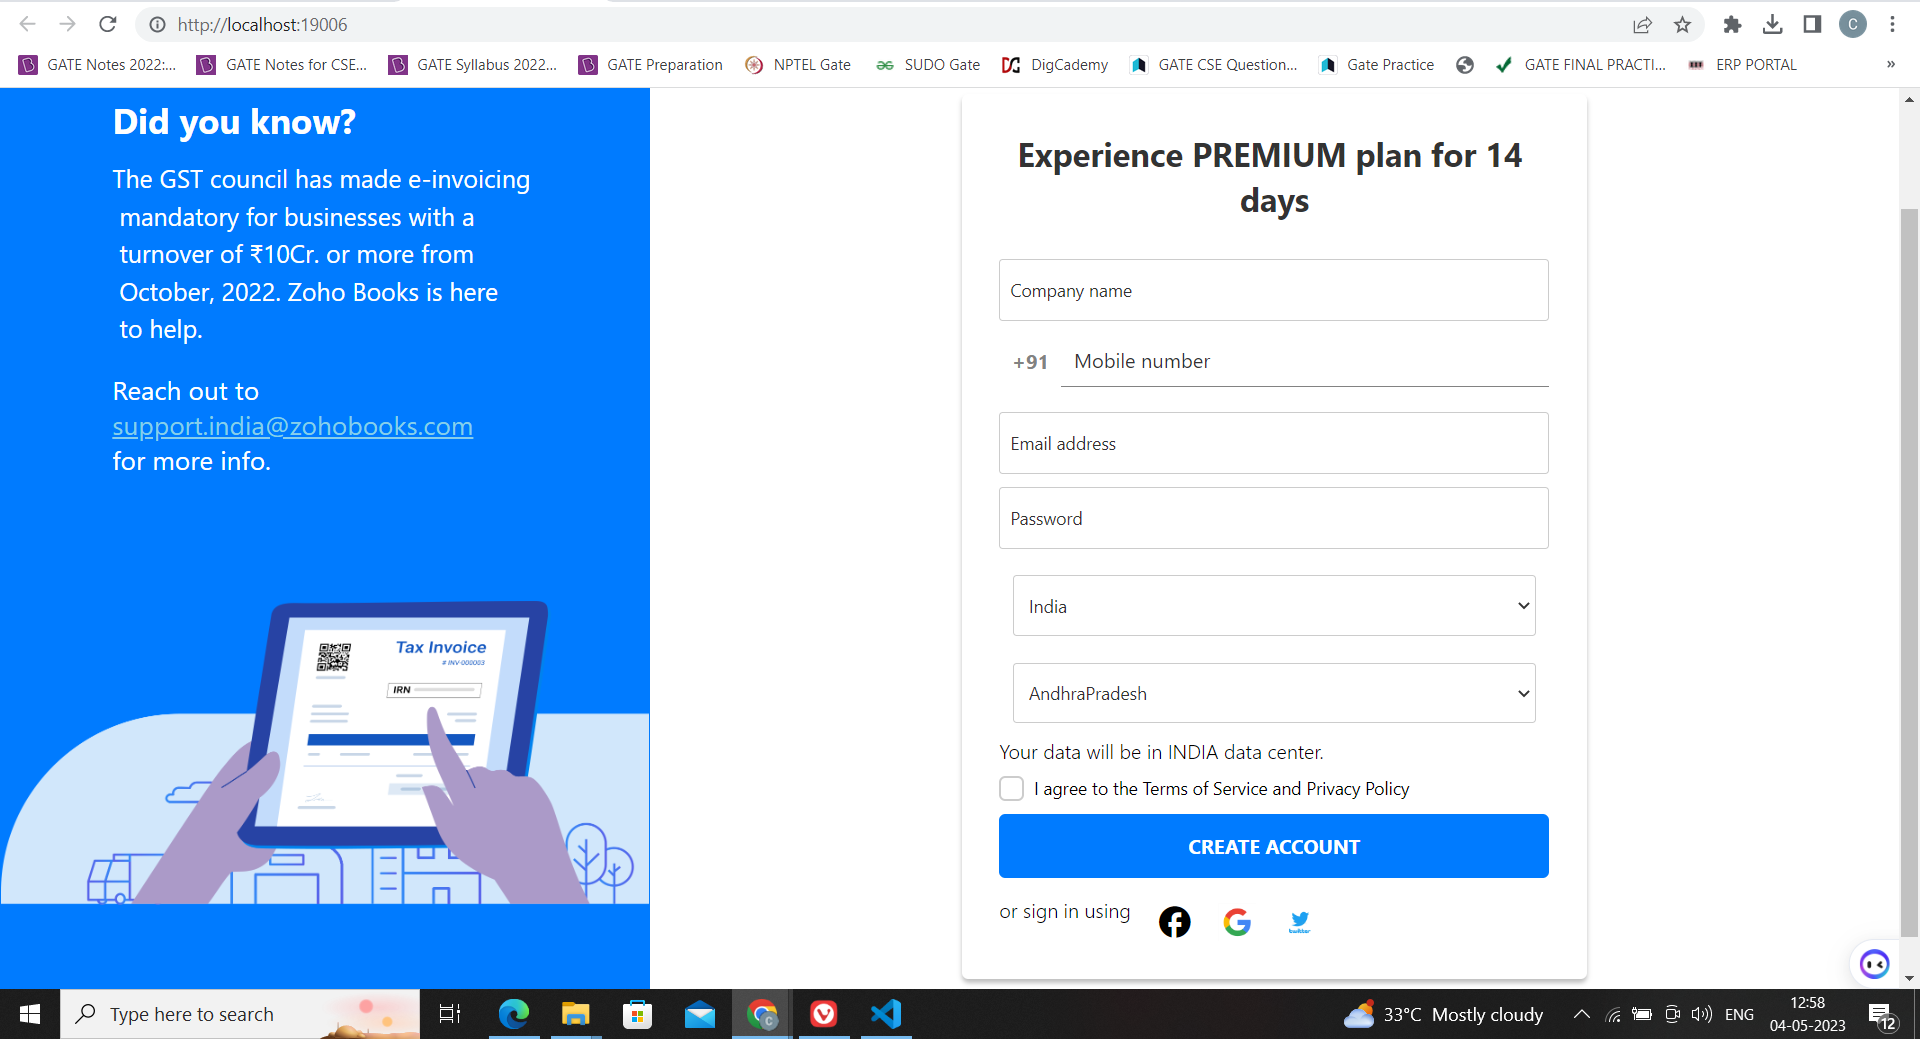 http://localhost:19006
C
GATE Notes 2022:...
GATE Notes for CSE...
GATE Syllabus 2022...
GATE Preparation
NPTEL Gate
SUDO Gate
DigCademy
GATE CSE Question...
Gate Practice
GATE FINAL PRACTI...
ERP PORTAL
»
Did you know?
The GST council has made e-invoicing
mandatory for businesses with a
turnover of ₹10Cr. or more from
October, 2022. Zoho Books is here
to help.
Reach out to
support.india@zohobooks.com
for more info.
Tax Invoice
# INV-000003
IRN
Experience PREMIUM plan for 14
days
Company name
+91 Mobile number
Email address
Password
India
AndhraPradesh
Your data will be in INDIA data center.
I agree to the Terms of Service and Privacy Policy
CREATE ACCOUNT
or sign in using
twitter
Type here to search
C
33°C Mostly cloudy
ENG
12:58
04-05-2023
12